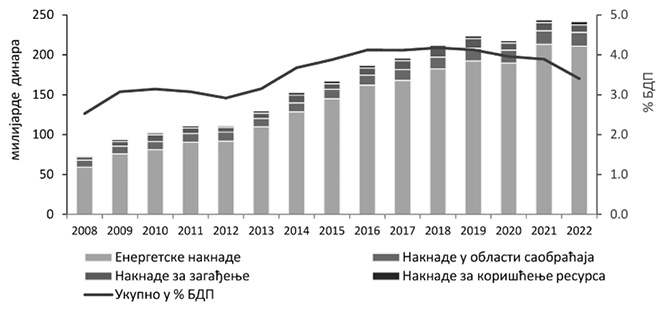 милијарде динара
250
200
150
100
50
0
5.0
4.0
3.0
2.0
1.0
0.0
% БДП
2008 2009 2010 2011 2012 2013 2014 2015 2016 2017 2018 2019 2020 2021 2022
Енергетске накнаде Накнаде у области саобраћаја
Накнаде за загађење Накнаде за коришћење ресурса
Укупно у % БДП